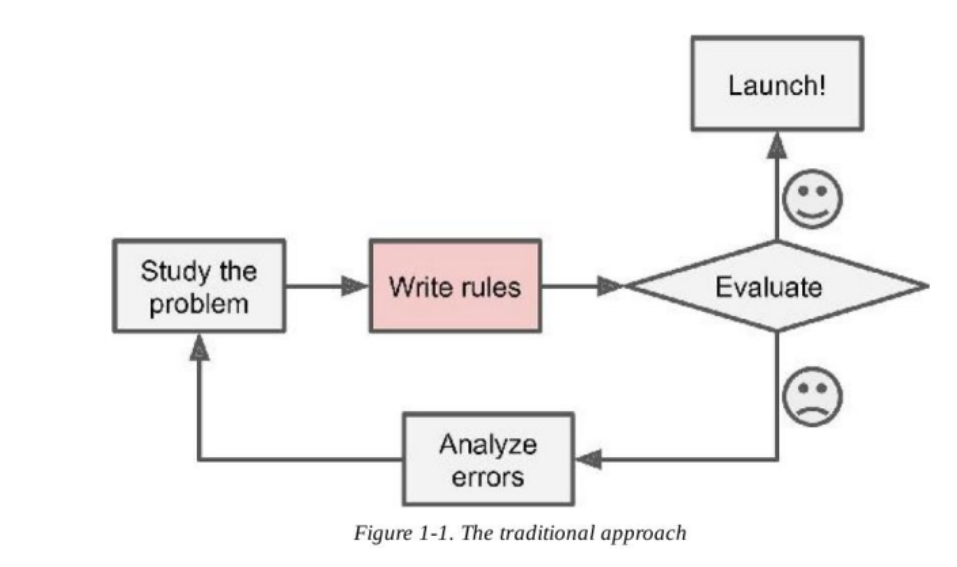 Launch!
Study the
problem
Write rules
Evaluate
Analyze
errors
Figure 1-1. The traditional approach